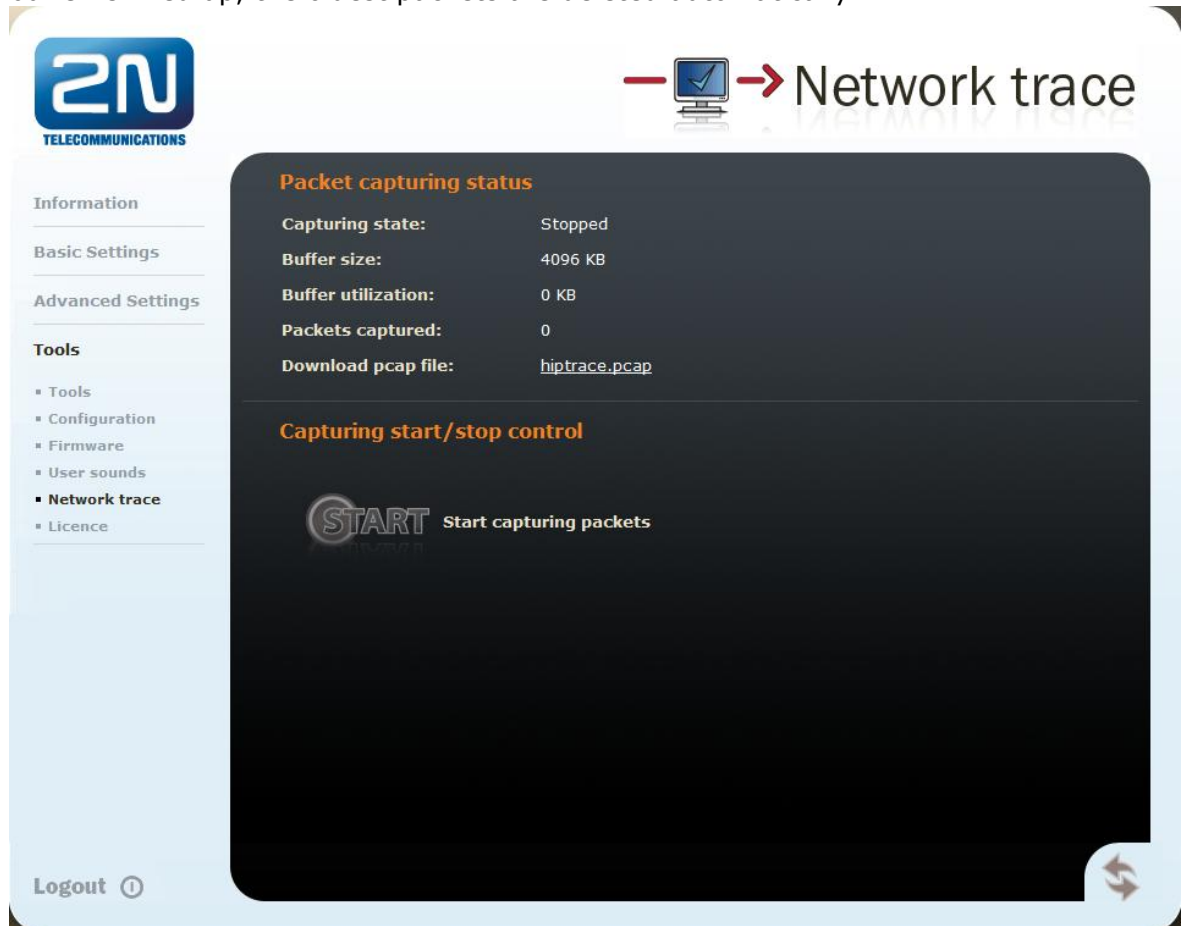 2N
TELECOMMUNICATIONS
Network trace
Information
Basic Settings
Advanced Settings
Tools
Tools
Configuration
Firmware
User sounds
Network trace
Licence
Logout
Packet capturing status
Capturing state: Stopped
Buffer size: 4096 KB
Buffer utilization: 0 KB
Packets captured: 0
Download pcap file: hiptrace.pcap
Capturing start/stop control
START Start capturing packets